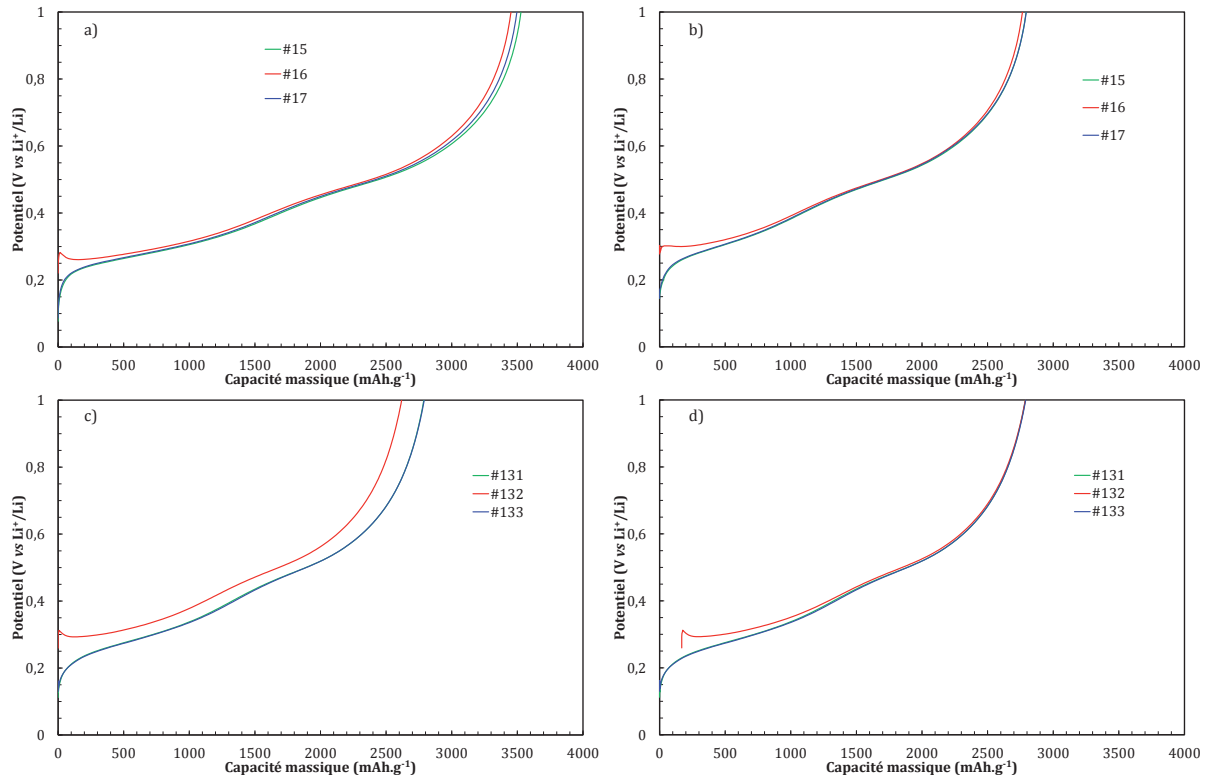 a)
#15
#16
#17
Potentiel (V vs Li⁺/Li)
1
0,8
0,6
0,4
0,2
0
0 500 1000 1500 2000 2500 3000 3500 4000
Capacité massique (mAh.g⁻¹)
b)
#15
#16
#17
Potentiel (V vs Li⁺/Li)
1
0,8
0,6
0,4
0,2
0
0 500 1000 1500 2000 2500 3000 3500 4000
Capacité massique (mAh.g⁻¹)
c)
#131
#132
#133
Potentiel (V vs Li⁺/Li)
1
0,8
0,6
0,4
0,2
0
0 500 1000 1500 2000 2500 3000 3500 4000
Capacité massique (mAh.g⁻¹)
d)
#131
#132
#133
Potentiel (V vs Li⁺/Li)
1
0,8
0,6
0,4
0,2
0
0 500 1000 1500 2000 2500 3000 3500 4000
Capacité massique (mAh.g⁻¹)